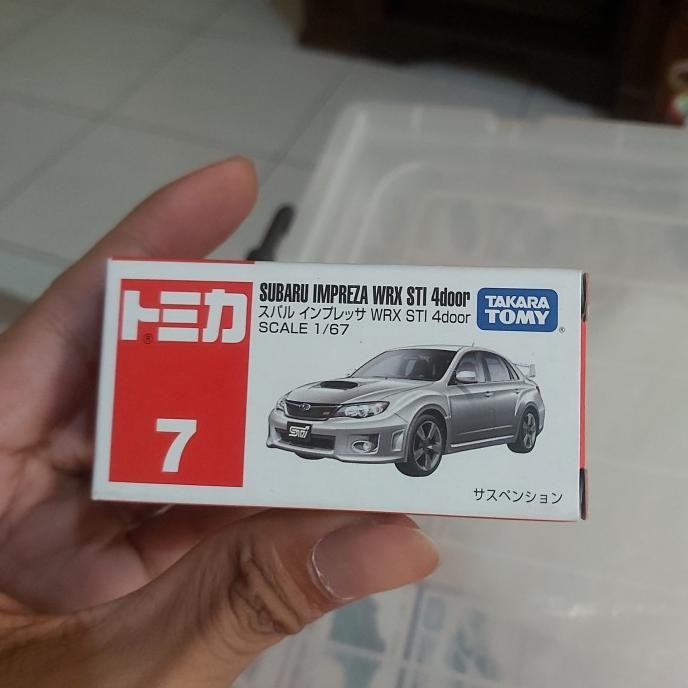 トミカ®
7
SUBARU IMPREZA WRX STI 4door
スバル インプレッサ WRX STI 4door
SCALE 1/67
TAKARA
TOMY®
STI
サスペンション